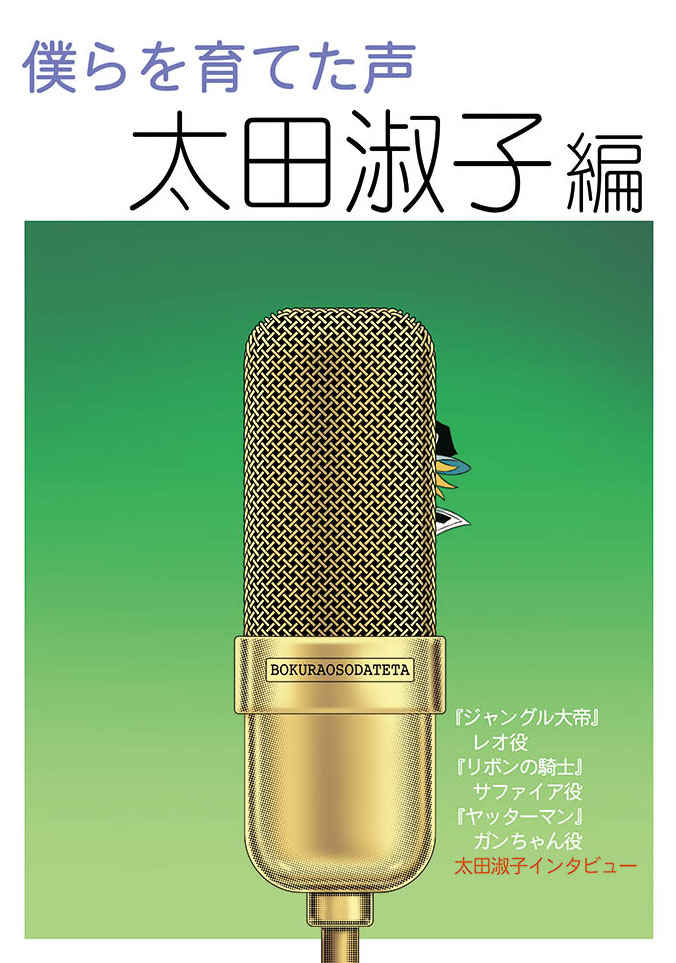 僕らを育てた声
太田淑子編
BOKURAOSODATETA
『ジャングル大帝』
レオ役
『リボンの騎士』
サファイア役
『ヤッターマン』
ガンちゃん役
太田淑子インタビュー